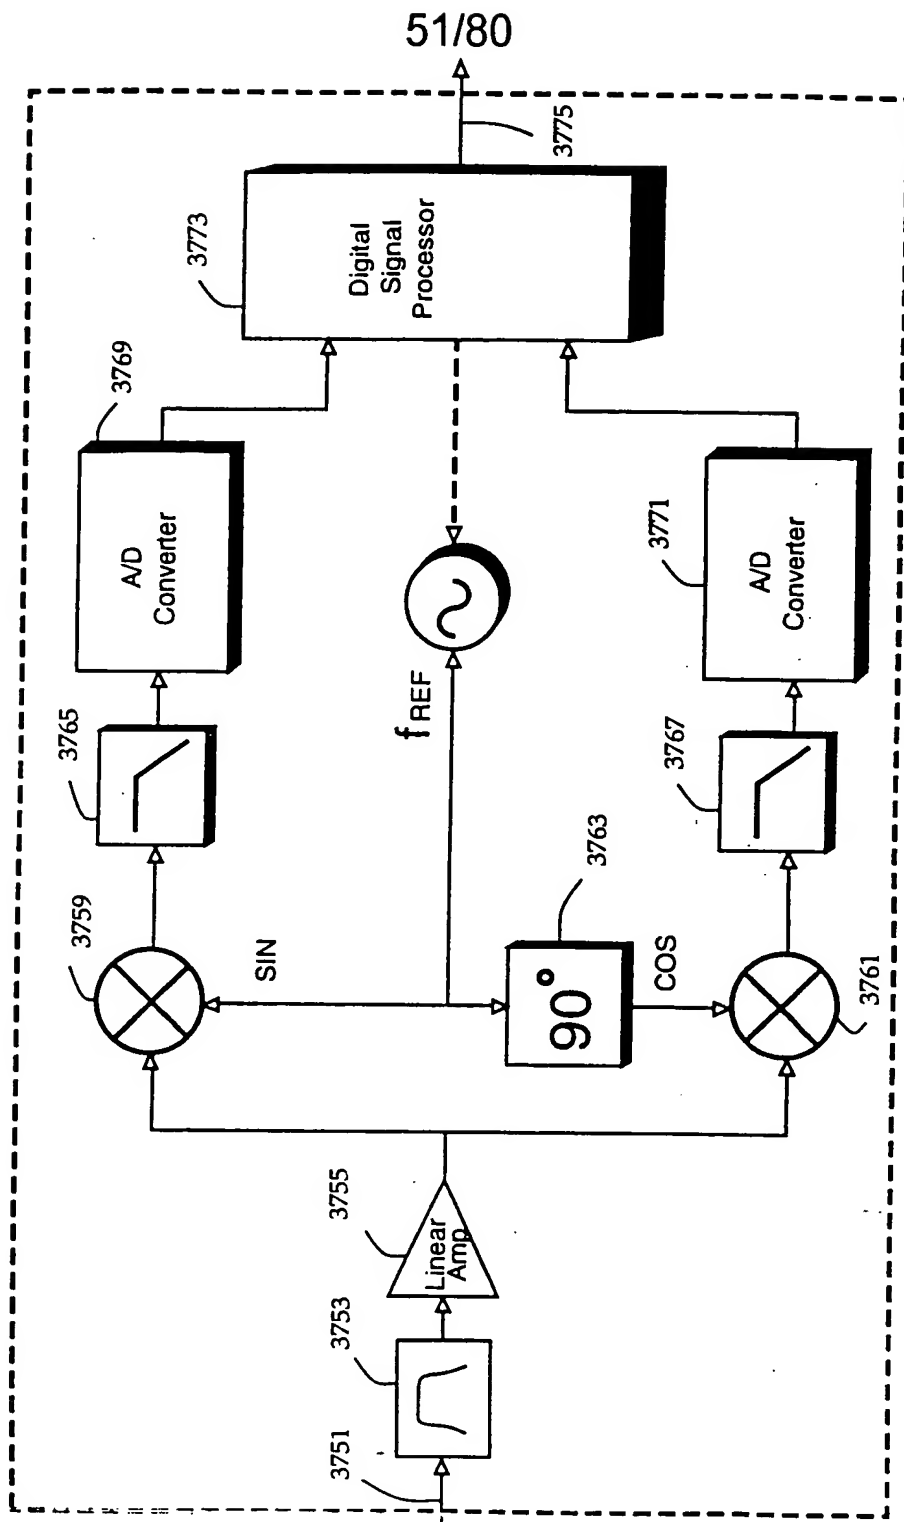 51/80
3775
3773
Digital
Signal
Processor
3769
A/D
Converter
3771
A/D
Converter
3765
f REF
3767
3759
SIN
3763
90°
COS
3761
3755
Linear
Amp
3753
3751